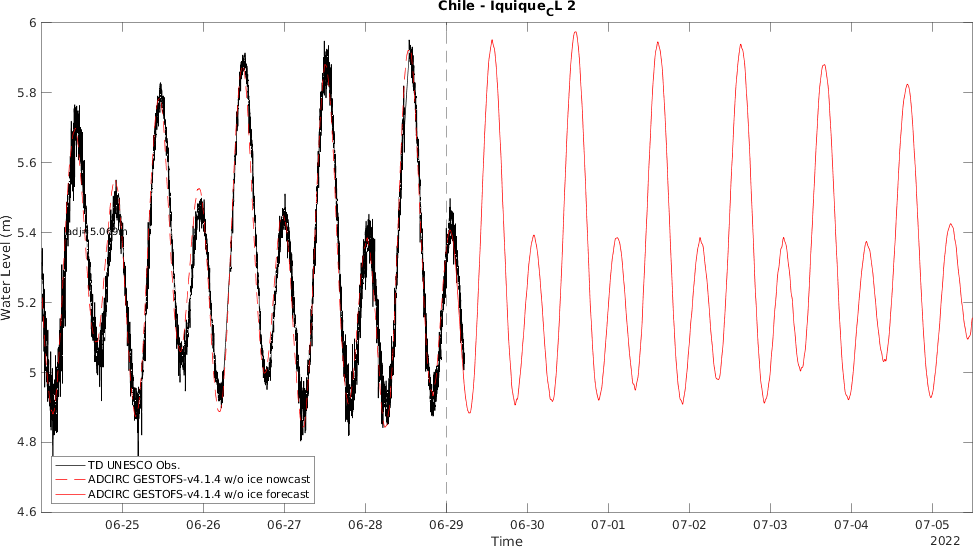 Chile - Iquique_CL 2
Water Level (m)
6
5.8
5.6
5.4
5.2
5
4.8
4.6
adj=5.069m
TD UNESCO Obs.
ADCIRC GESTOFS-v4.1.4 w/o ice nowcast
ADCIRC GESTOFS-v4.1.4 w/o ice forecast
06-25 06-26 06-27 06-28 06-29 06-30 07-01 07-02 07-03 07-04 07-05
Time
2022